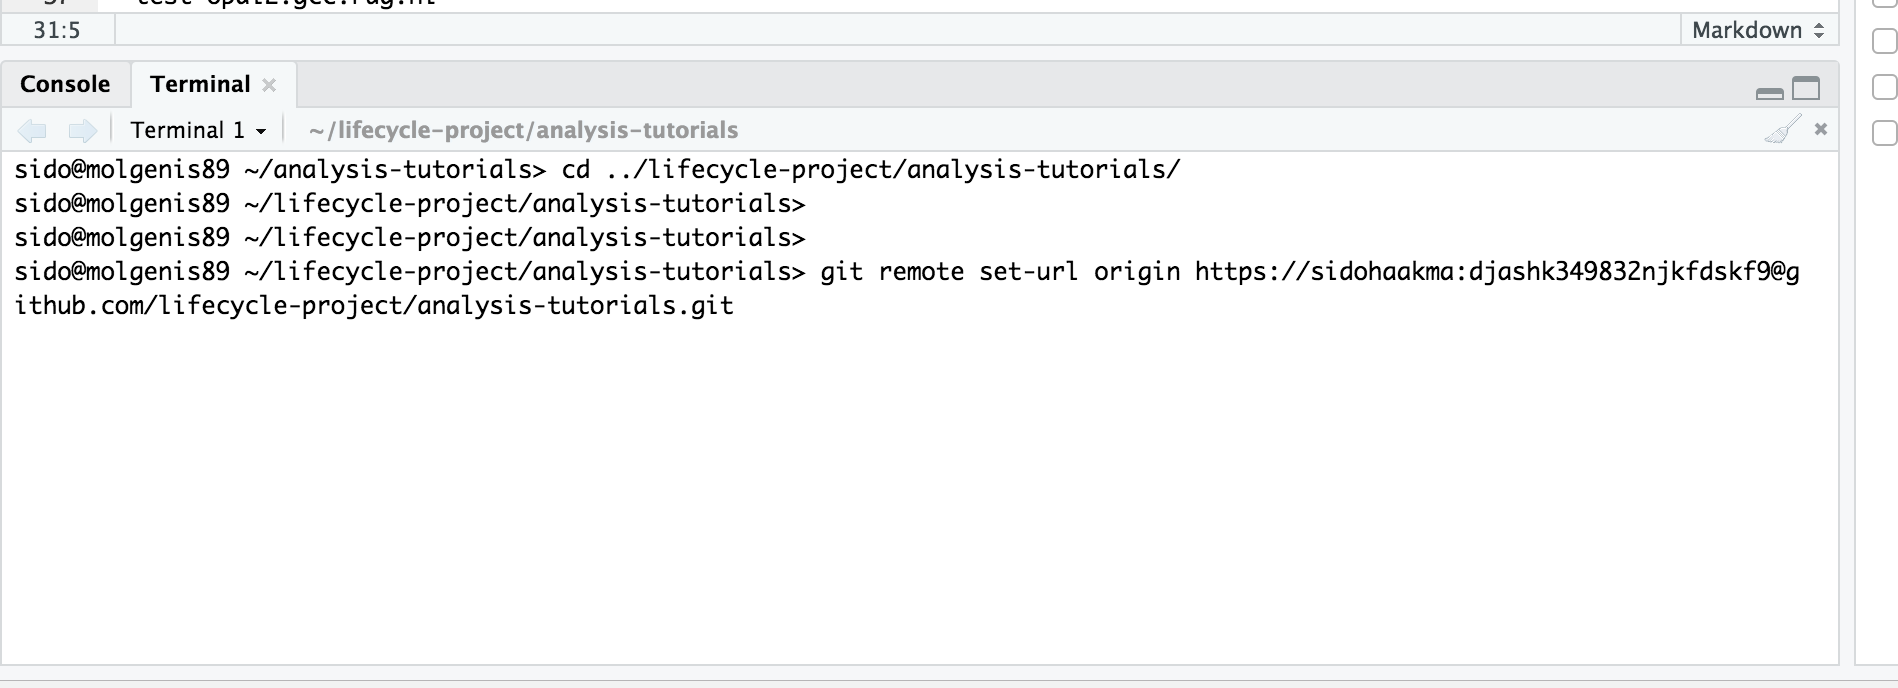 31:5
Markdown
Console Terminal
Terminal 1 ~/lifecycle-project/analysis-tutorials
sido@molgenis89 ~/analysis-tutorials> cd ../lifecycle-project/analysis-tutorials/
sido@molgenis89 ~/lifecycle-project/analysis-tutorials>
sido@molgenis89 ~/lifecycle-project/analysis-tutorials>
sido@molgenis89 ~/lifecycle-project/analysis-tutorials> git remote set-url origin https://sidohaakma:djashk349832njkfdskf9@g
ithub.com/lifecycle-project/analysis-tutorials.git